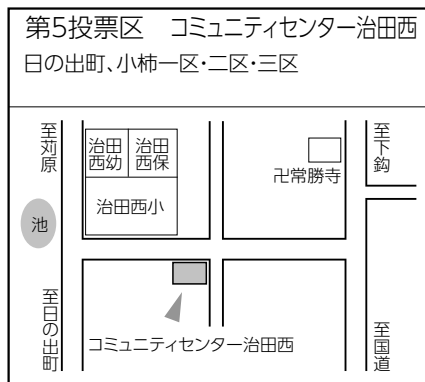 第5投票区 コミュニティセンター治田西
日の出町、小柿一区・二区・三区
至苅原
治田西幼
治田西保
治田西小
卍常勝寺
至下鈎
池
至日の出町
コミュニティセンター治田西
至国道